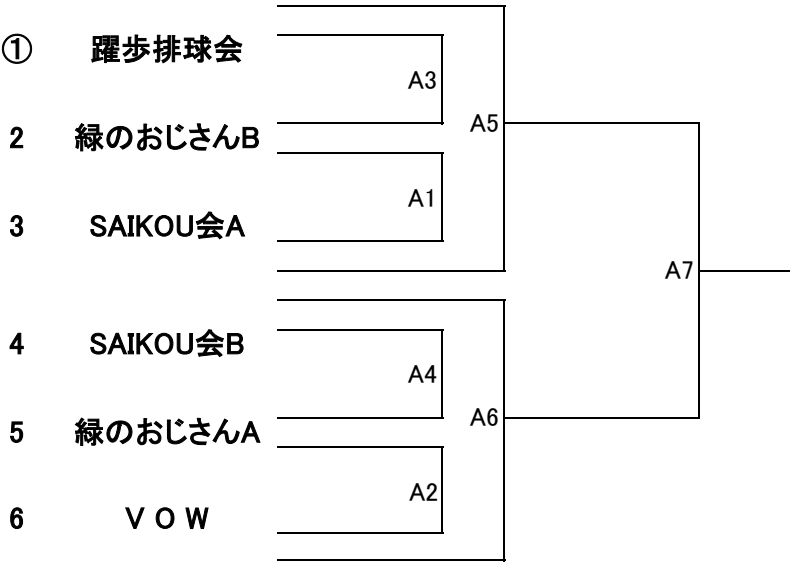 ① 躍歩排球会
A3
A5
2 緑のおじさんB
A1
3 SAIKOU会A
A7
4 SAIKOU会B
A4
A6
5 緑のおじさんA
A2
6 V O W